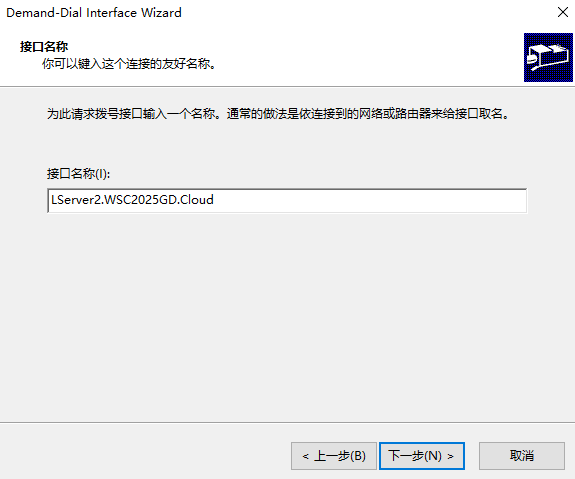 Demand-Dial Interface Wizard
接口名称
你可以键入这个连接的友好名称。
为此请求拨号接口输入一个名称。通常的做法是依连接到的网络或路由器来给接口取名。
接口名称(I):
LServer2.WSC2025GD.Cloud
< 上一步(B)
下一步(N) >
取消